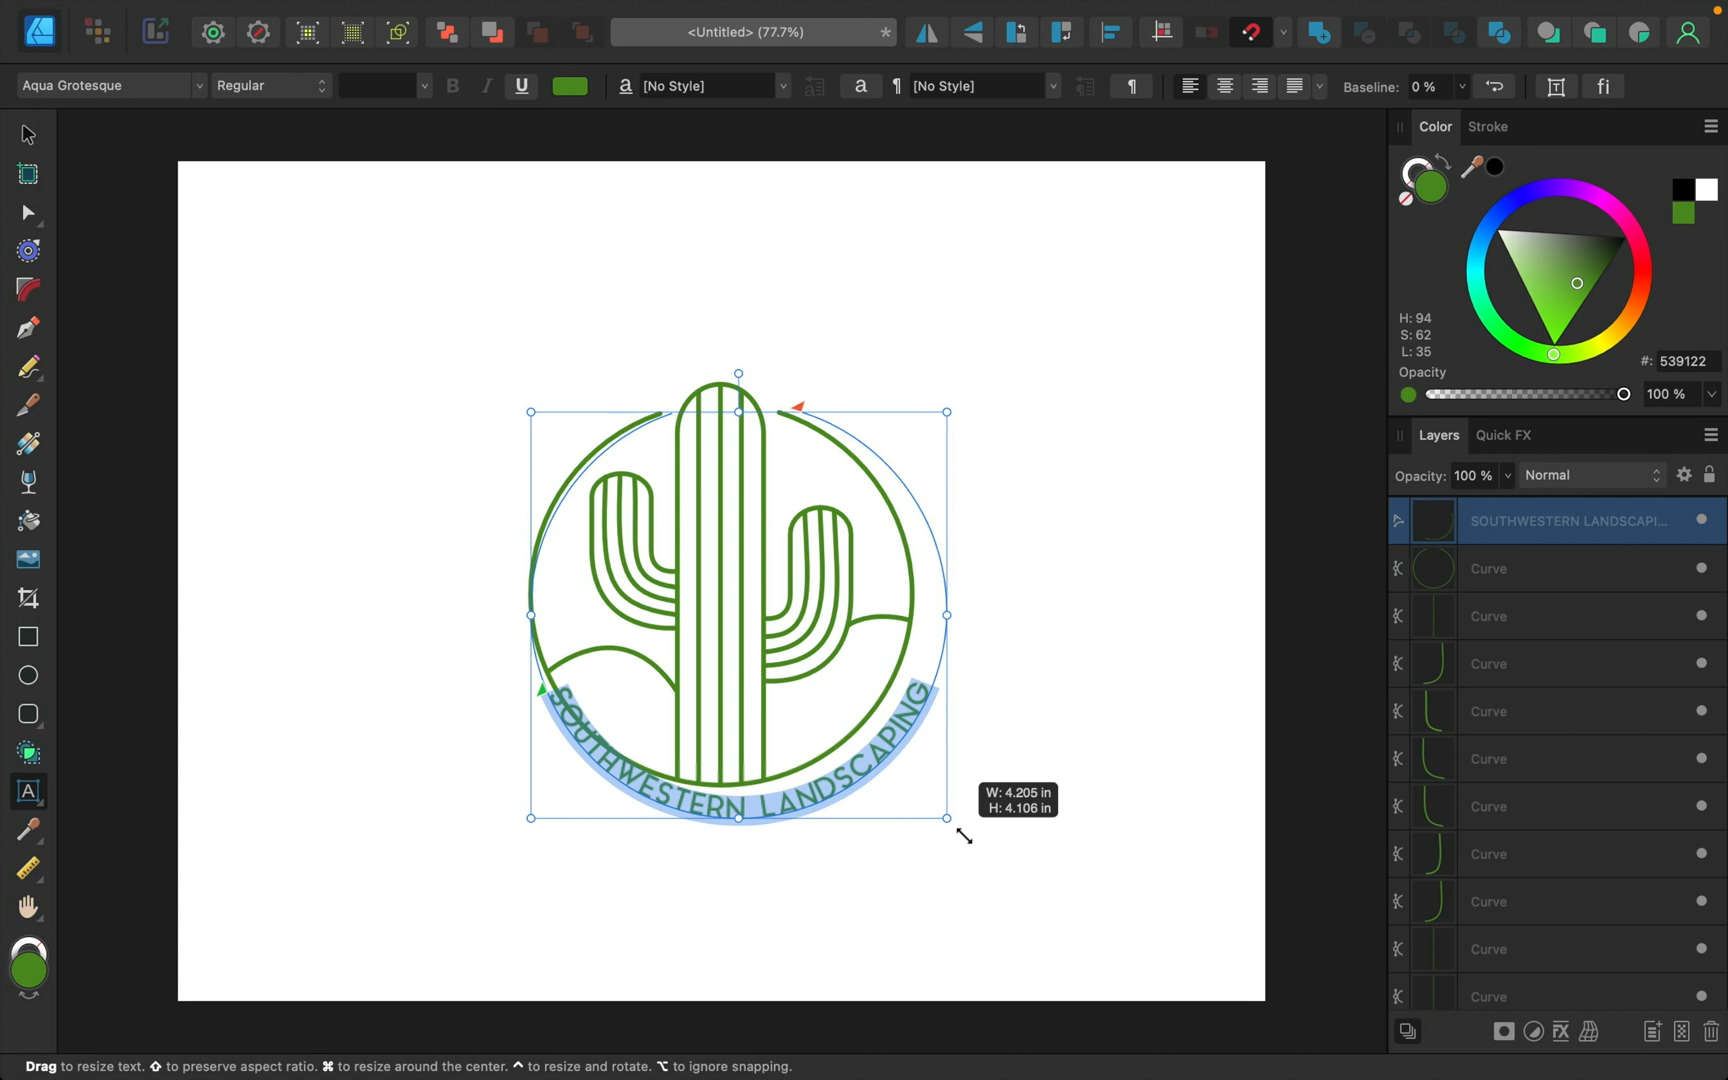 <Untitled> (77.7%)
*
Aqua Grotesque
Regular
B
I
U
a
[No Style]
a
¶
[No Style]
¶
Baseline:
0 %
fi
Color
Stroke
H: 94
S: 62
L: 35
#:
539122
Opacity
100 %
Layers
Quick FX
Opacity:
100 %
Normal
SOUTHWESTERN LANDSCAPI...
Curve
Curve
Curve
Curve
Curve
Curve
Curve
Curve
Curve
Curve
FX
A
SOUTHWESTERN LANDSCAPING
W: 4.205 in
H: 4.106 in
Drag to resize text. ⇧ to preserve aspect ratio. ⌘ to resize around the center. ^ to resize and rotate. ⌥ to ignore snapping.